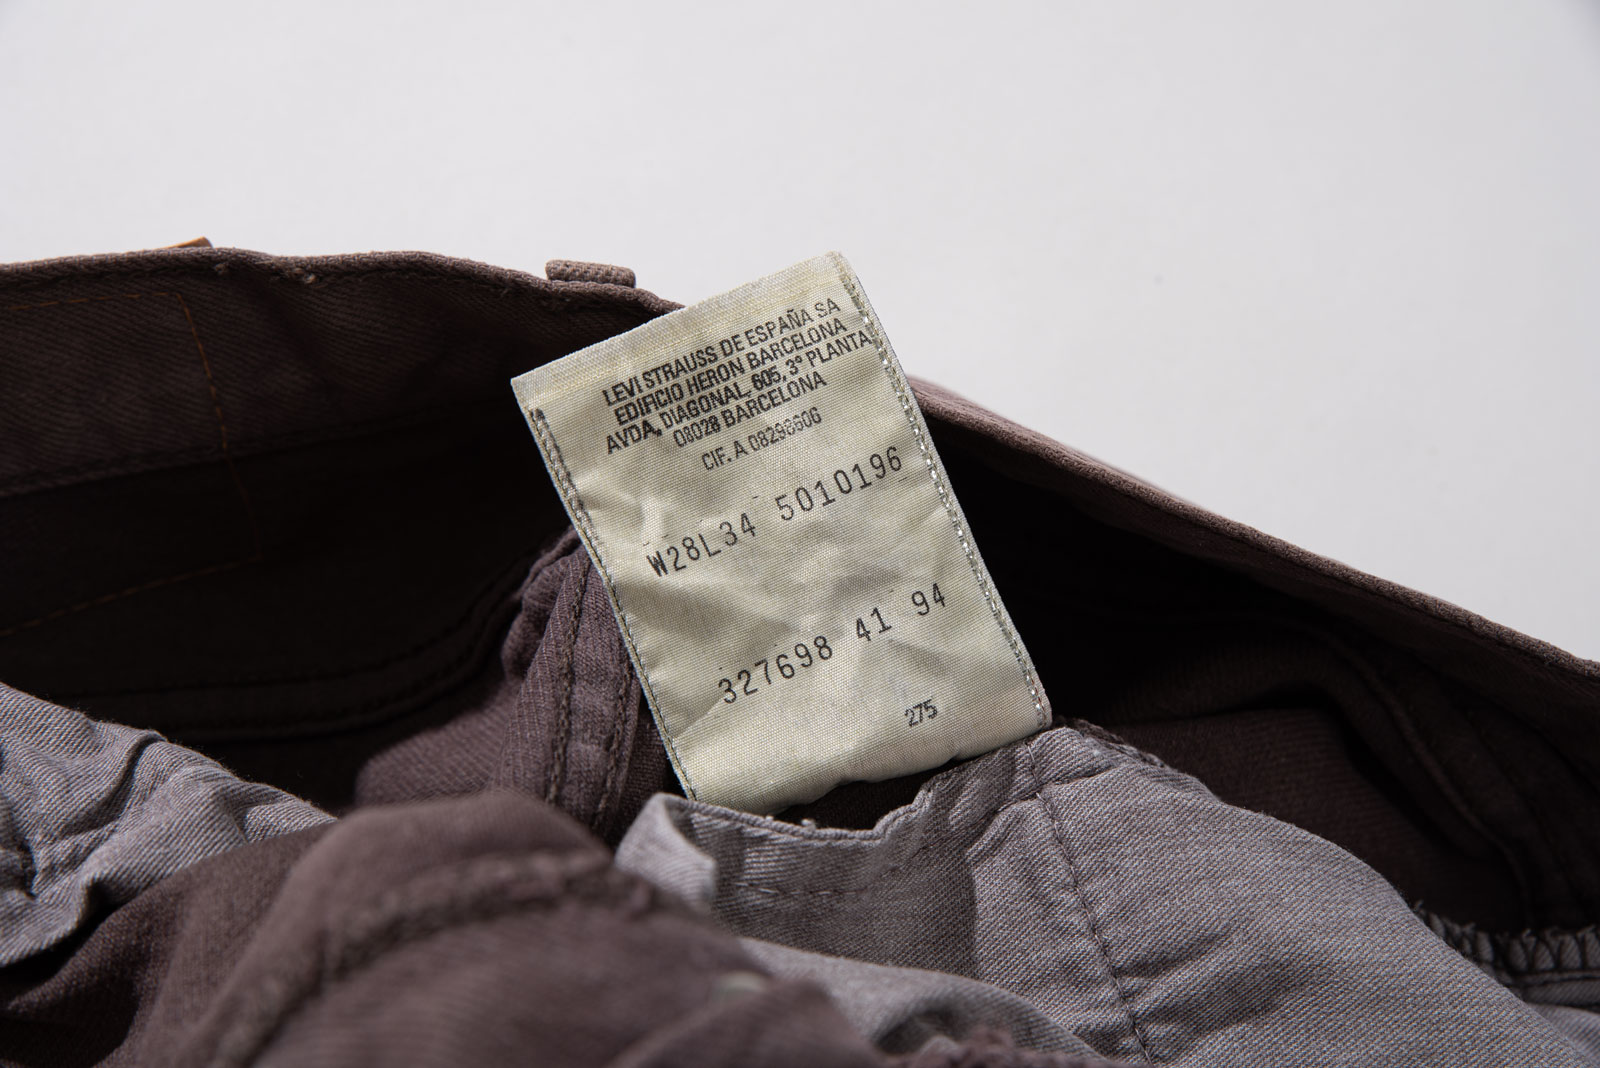 LEVI STRAUSS DE ESPAÑA SA
EDIFICIO HERON BARCELONA
AVDA, DIAGONAL, 605, 3º PLANTA
08028 BARCELONA
CIF. A 08298606
W28L34 5010196
327698 41 94
275